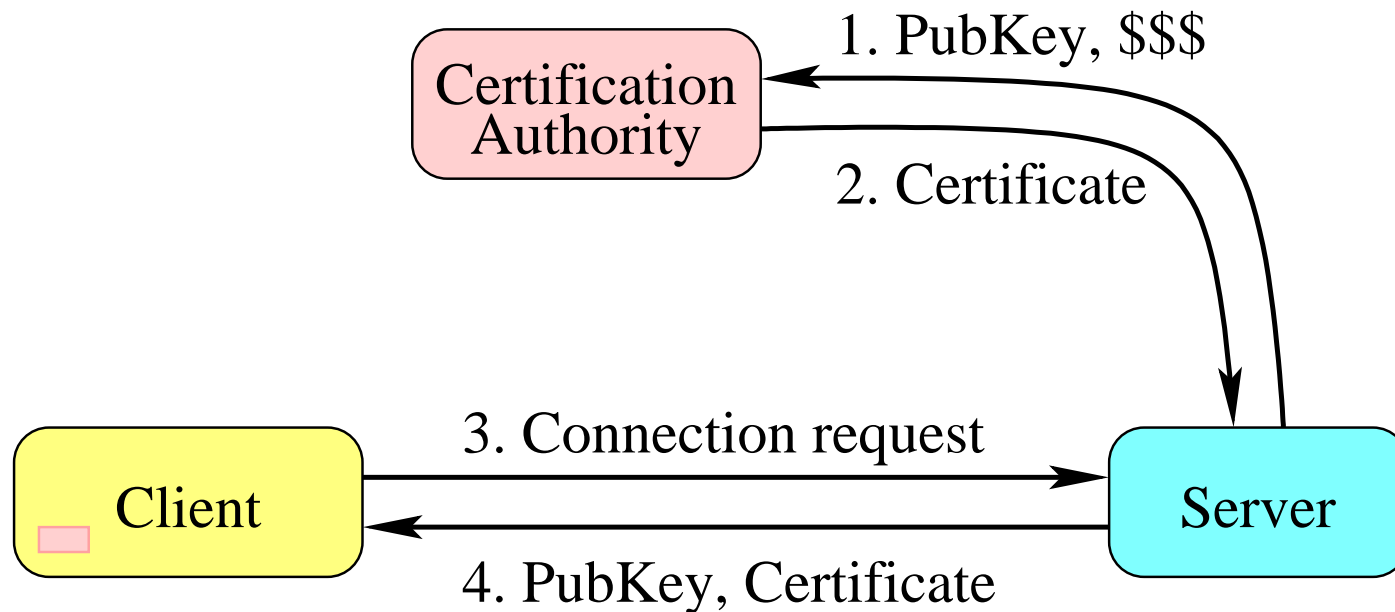 1. PubKey, $$$
Certification
Authority
2. Certificate
3. Connection request
Client
Server
4. PubKey, Certificate